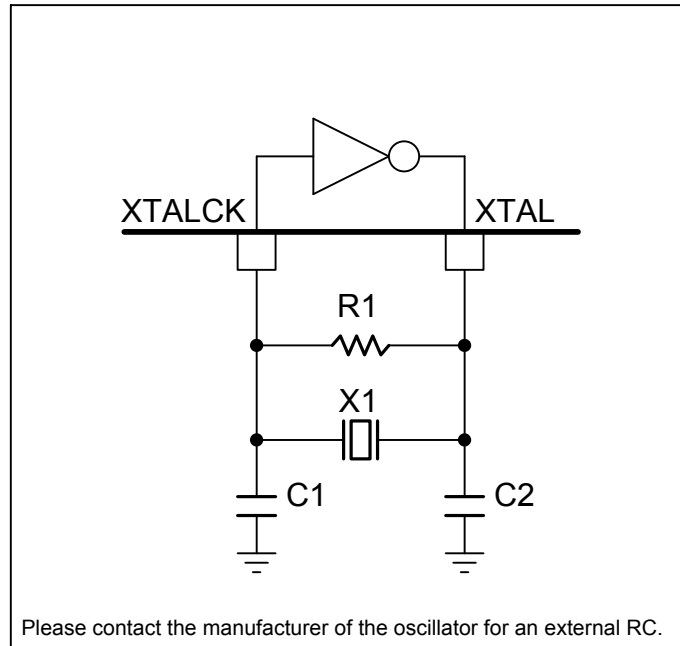 XTALCK XTAL
R1
X1
C1 C2
Please contact the manufacturer of the oscillator for an external RC.